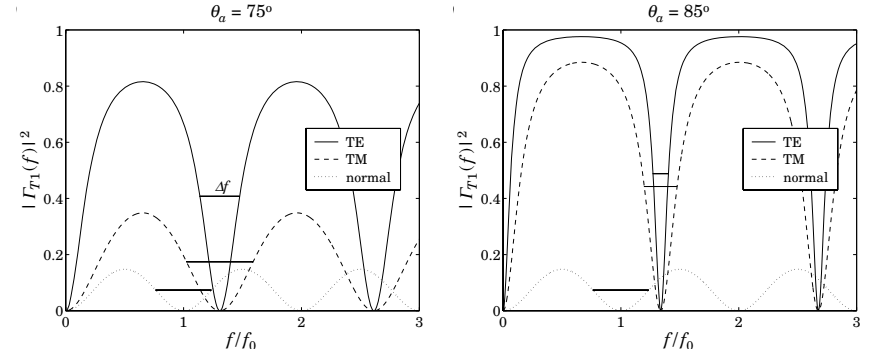 θa = 75º
| ΓT1(f) | ²
1
0.8
0.6
0.4
0.2
0
0
1
2
3
f/f0
Δf
TE
TM
normal
θa = 85º
| ΓT1(f) | ²
1
0.8
0.6
0.4
0.2
0
0
1
2
3
f/f0
TE
TM
normal